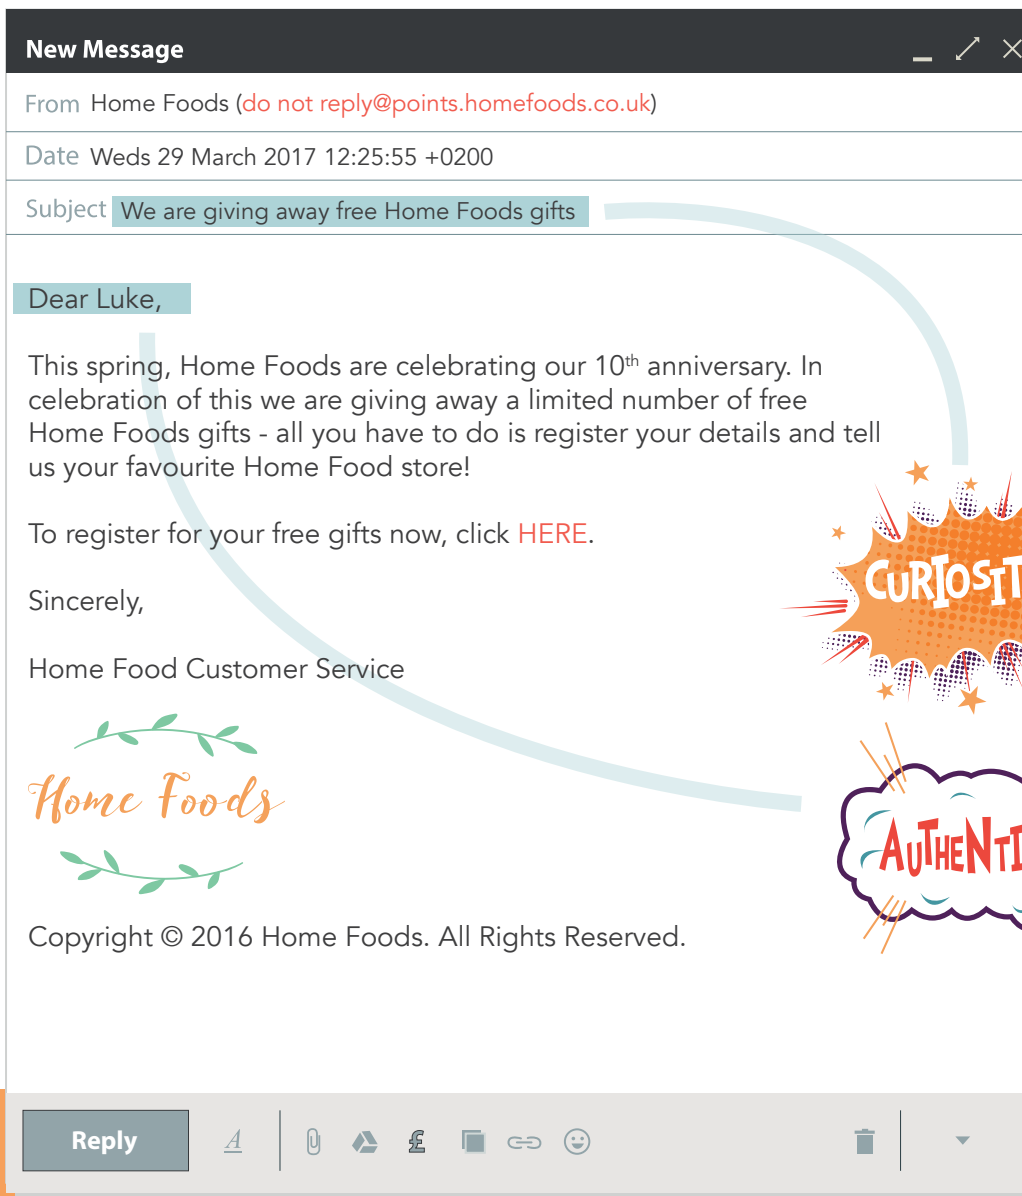 New Message
From Home Foods (do not reply@points.homefoods.co.uk)
Date Weds 29 March 2017 12:25:55 +0200
Subject We are giving away free Home Foods gifts
Dear Luke,
This spring, Home Foods are celebrating our 10th anniversary. In
celebration of this we are giving away a limited number of free
Home Foods gifts - all you have to do is register your details and tell
us your favourite Home Food store!
To register for your free gifts now, click HERE.
CURIOSIT
Sincerely,
Home Food Customer Service
Home Foods
AUTHENTI
Copyright © 2016 Home Foods. All Rights Reserved.
Reply A £